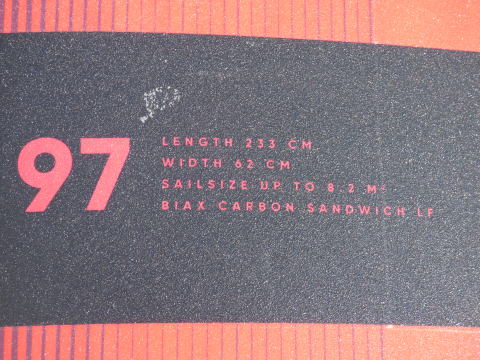 97
LENGTH 233 CM
WIDTH 62 CM
SAILSIZE UP TO 8.2 M²
BIAX CARBON SANDWICH LF